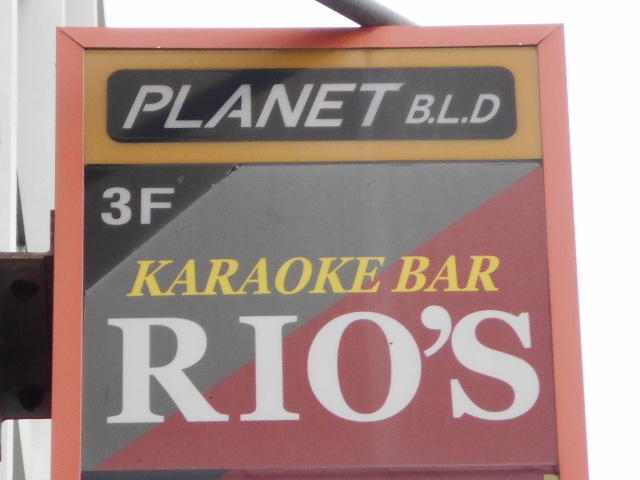 PLANET B.L.D
3F
KARAOKE BAR
RIO'S